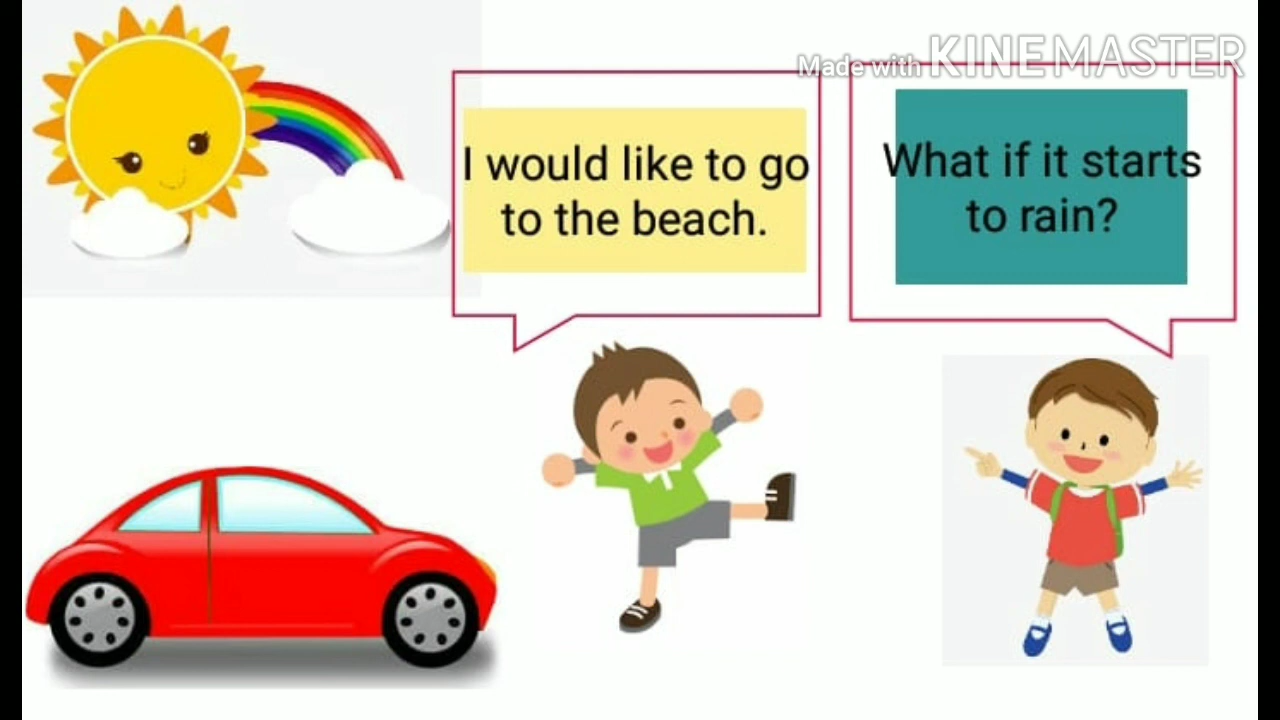 Made with KINEMASTER
I would like to go
to the beach.
What if it starts
to rain?